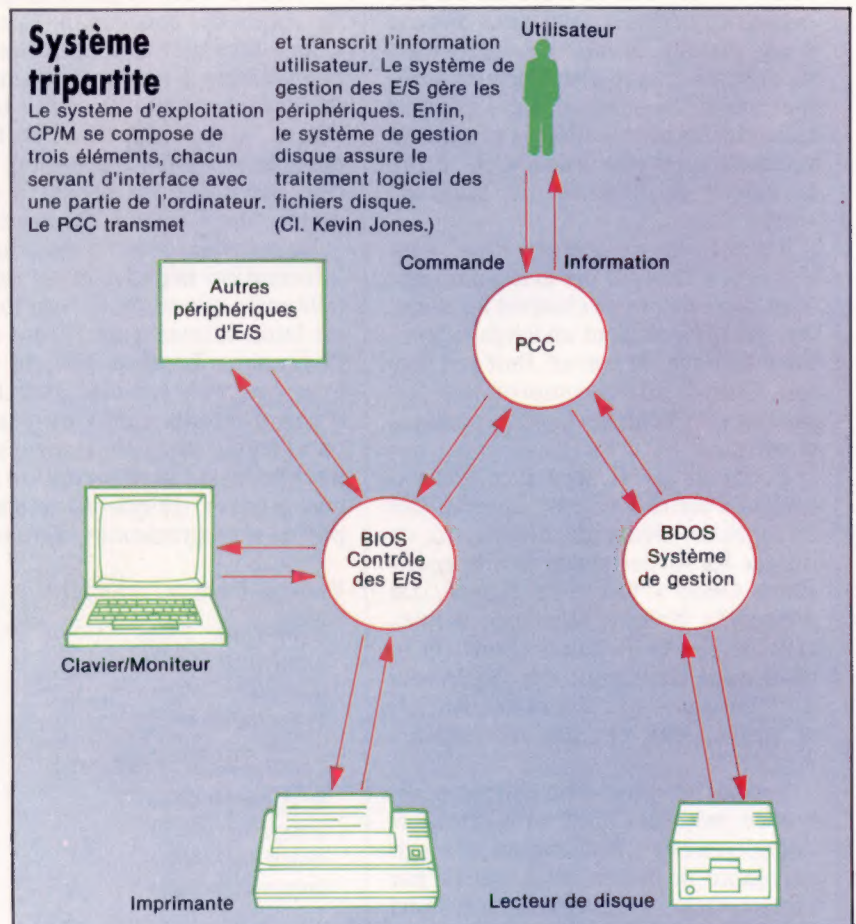 Système
tripartite
Le système d'exploitation
CP/M se compose de
trois éléments, chacun
servant d'interface avec
une partie de l'ordinateur.
Le PCC transmet
et transcrit l'information
utilisateur. Le système de
gestion des E/S gère les
périphériques. Enfin,
le système de gestion
disque assure le
traitement logiciel des
fichiers disque.
(Cl. Kevin Jones.)
Utilisateur
Commande
Information
Autres
périphériques
d'E/S
PCC
BIOS
Contrôle
des E/S
BDOS
Système
de gestion
Clavier/Moniteur
Imprimante
Lecteur de disque